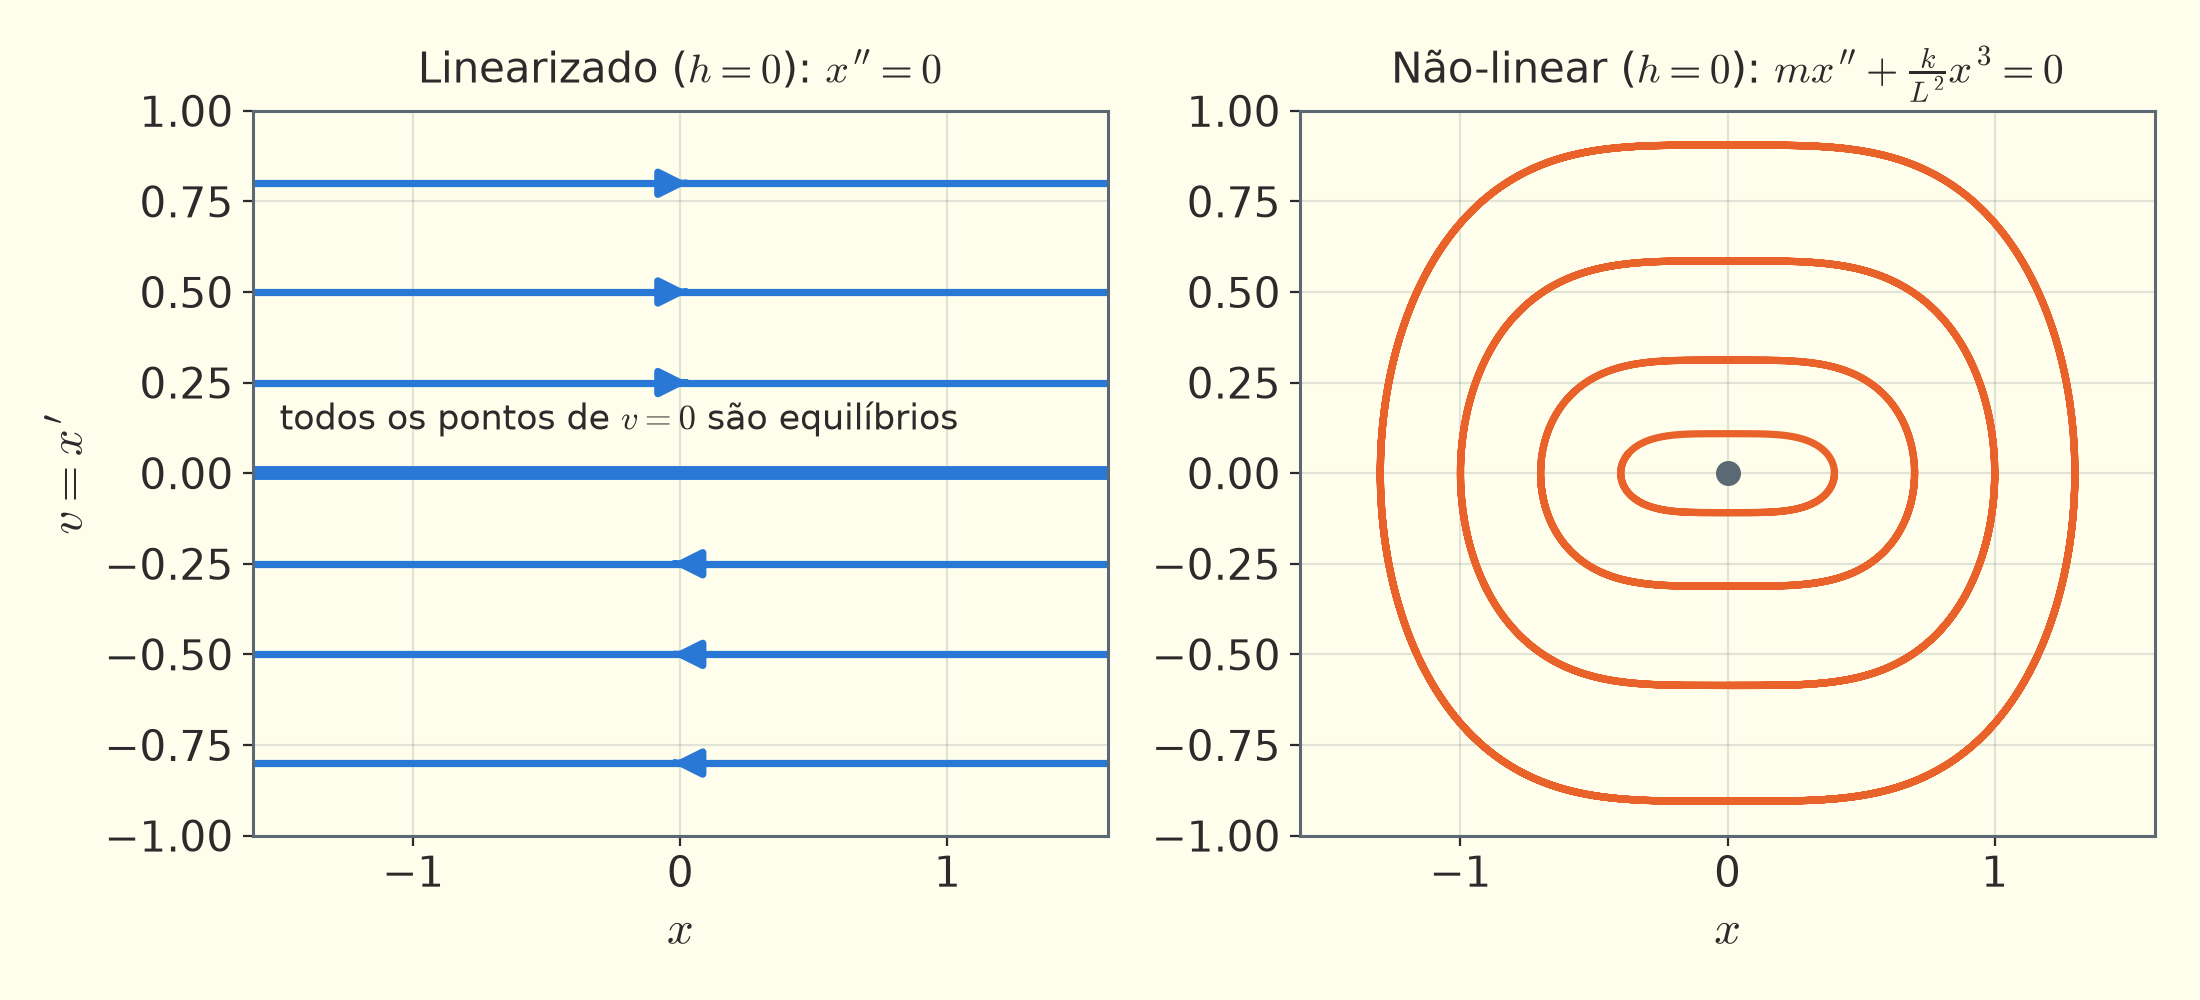 Linearizado (h = 0): x″ = 0
1.00
0.75
0.50
0.25
0.00
−0.25
−0.50
−0.75
−1.00
v = x′
todos os pontos de v = 0 são equilíbrios
−1 0 1
x
Não-linear (h = 0): mx″ + k/L² x³ = 0
1.00
0.75
0.50
0.25
0.00
−0.25
−0.50
−0.75
−1.00
−1 0 1
x